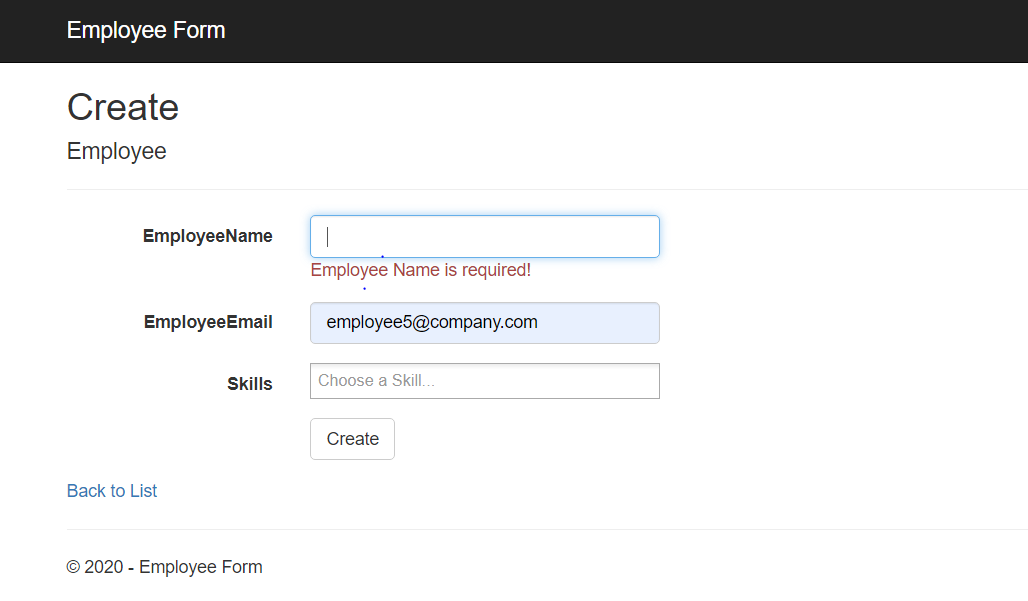 Employee Form
Create
Employee
EmployeeName
Employee Name is required!
EmployeeEmail employee5@company.com
Skills Choose a Skill...
Create
Back to List
© 2020 - Employee Form